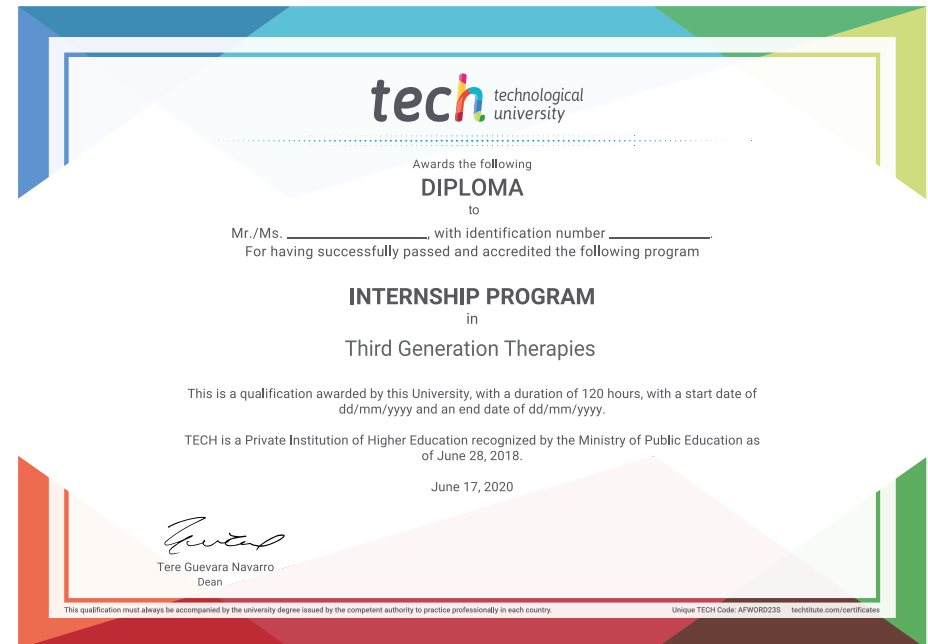 tech technological
university
Awards the following
DIPLOMA
to
Mr./Ms. ____________________, with identification number ______________.
For having successfully passed and accredited the following program
INTERNSHIP PROGRAM
in
Third Generation Therapies
This is a qualification awarded by this University, with a duration of 120 hours, with a start date of
dd/mm/yyyy and an end date of dd/mm/yyyy.
TECH is a Private Institution of Higher Education recognized by the Ministry of Public Education as
of June 28, 2018.
June 17, 2020
Tere Guevara Navarro
Dean
This qualification must always be accompanied by the university degree issued by the competent authority to practice professionally in each country. Unique TECH Code: AFWORD23S techtitute.com/certificates